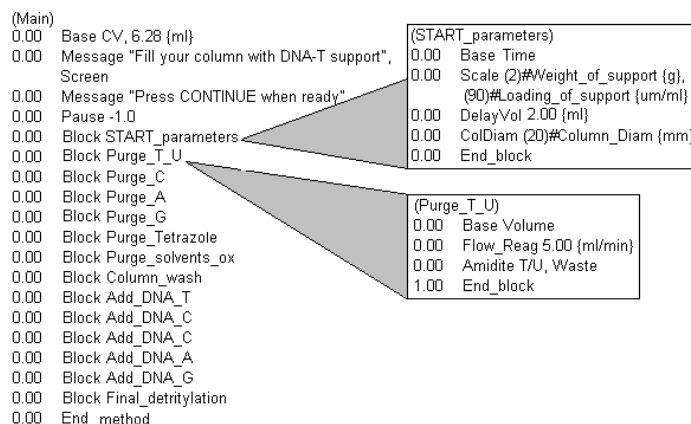 (Main)
0.00 Base CV, 6.28 {ml}
0.00 Message "Fill your column with DNA-T support",
Screen
0.00 Message "Press CONTINUE when ready"
0.00 Pause -1.0
0.00 Block START_parameters
0.00 Block Purge_T_U
0.00 Block Purge_C
0.00 Block Purge_A
0.00 Block Purge_G
0.00 Block Purge_Tetrazole
0.00 Block Purge_solvents_ox
0.00 Block Column_wash
0.00 Block Add_DNA_T
0.00 Block Add_DNA_C
0.00 Block Add_DNA_C
0.00 Block Add_DNA_A
0.00 Block Add_DNA_G
0.00 Block Final_detritylation
0.00 End_method
(START_parameters)
0.00 Base Time
0.00 Scale (2)#Weight_of_support {g},
(90)#Loading_of_support {um/ml}
0.00 DelayVol 2.00 {ml}
0.00 ColDiam (20)#Column_Diam {mm}
0.00 End_block
(Purge_T_U)
0.00 Base Volume
0.00 Flow_Reag 5.00 {ml/min}
0.00 Amidite T/U, Waste
1.00 End_block